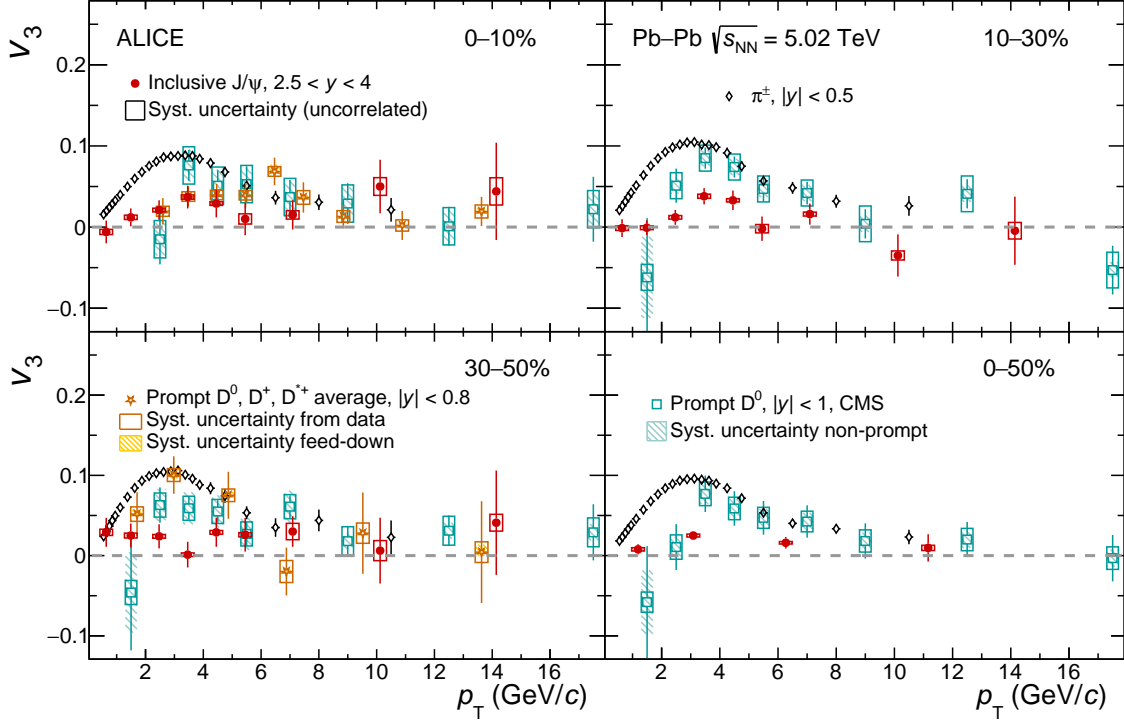 ALICE
0–10%
Pb–Pb √sNN = 5.02 TeV
10–30%
v3
0.2
Inclusive J/ψ, 2.5 < y < 4
Syst. uncertainty (uncorrelated)
π±, |y| < 0.5
0.1
0
−0.1
30–50%
0–50%
v3
0.2
Prompt D0, D+, D*+ average, |y| < 0.8
Syst. uncertainty from data
Syst. uncertainty feed-down
Prompt D0, |y| < 1, CMS
Syst. uncertainty non-prompt
0.1
0
−0.1
2 4 6 8 10 12 14 16
2 4 6 8 10 12 14 16
pT (GeV/c)
pT (GeV/c)